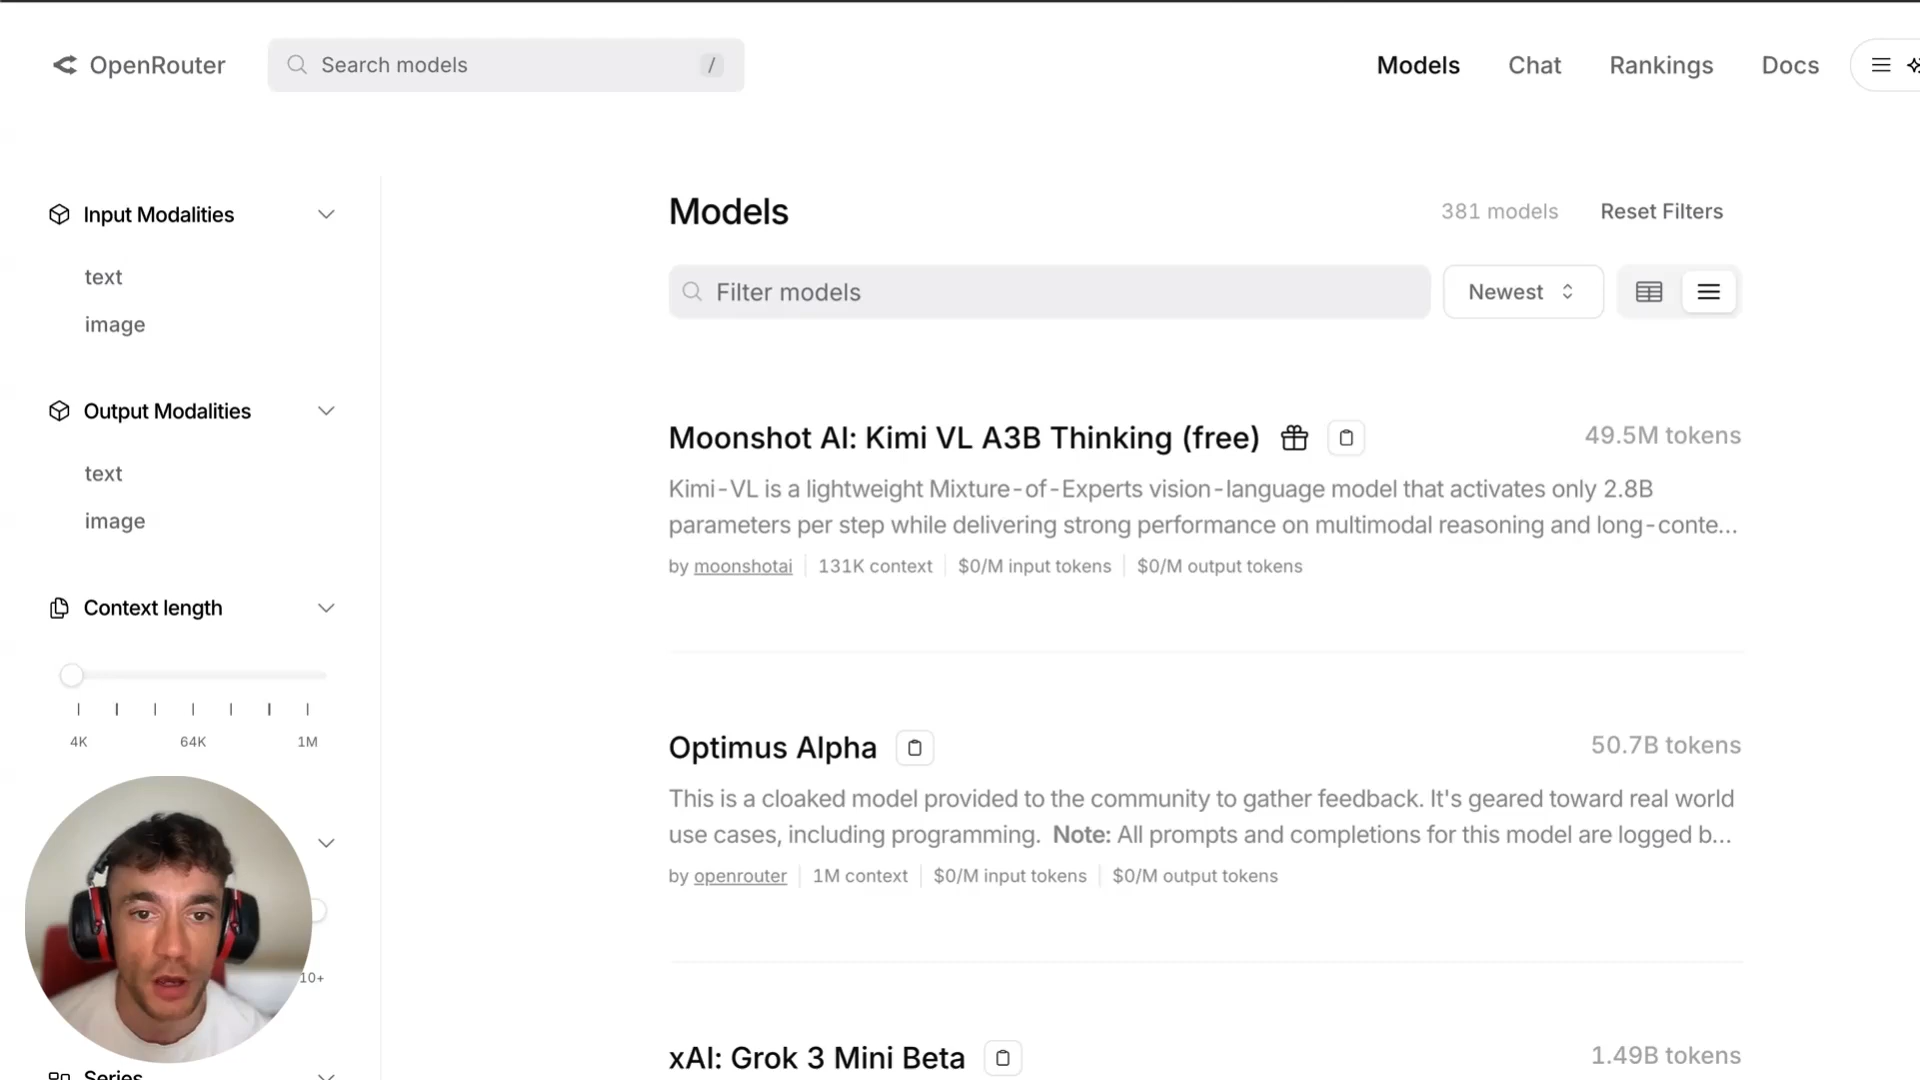 OpenRouter
Search models
/
Models
Chat
Rankings
Docs
Input Modalities
text
image
Output Modalities
text
image
Context length
4K
64K
1M
10+
Series
Models
381 models
Reset Filters
Filter models
Newest
Moonshot AI: Kimi VL A3B Thinking (free)
49.5M tokens
Kimi-VL is a lightweight Mixture-of-Experts vision-language model that activates only 2.8B
parameters per step while delivering strong performance on multimodal reasoning and long-conte...
by moonshotai
131K context
$0/M input tokens
$0/M output tokens
Optimus Alpha
50.7B tokens
This is a cloaked model provided to the community to gather feedback. It's geared toward real world
use cases, including programming. Note: All prompts and completions for this model are logged b...
by openrouter
1M context
$0/M input tokens
$0/M output tokens
xAI: Grok 3 Mini Beta
1.49B tokens